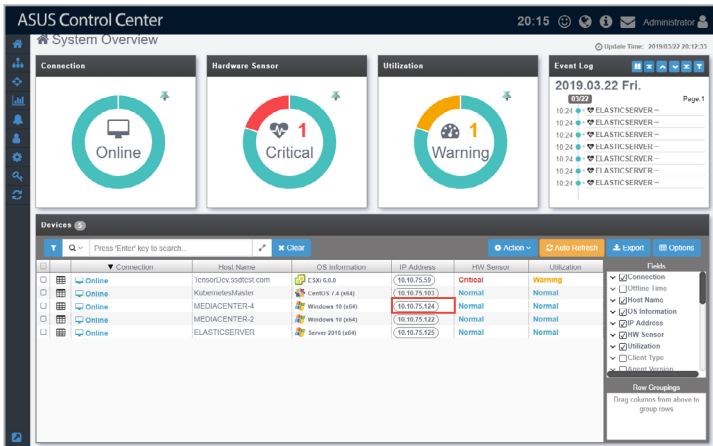 ASUS Control Center
20:15
Administrator
System Overview
Update Time: 2019/03/22 20:12:33
Connection
Hardware Sensor
Utilization
Event Log
Online
1
Critical
1
Warning
2019.03.22 Fri.
03/22
Page.1
10:24 ELASTICSERVER --
10:24 ELASTICSERVER --
10:24 ELASTICSERVER --
10:24 ELASTICSERVER --
10:24 ELASTICSERVER --
10:24 ELASTICSERVER --
10:24 ELASTICSERVER --
Devices 5
Press 'Enter' key to search...
Clear
Action
Auto Refresh
Export
Options
Connection Host Name OS Information IP Address HW Sensor Utilization
Online TensorDev.ssdtest.com ESXi 6.0.0 10.10.75.59 Critical Warning
Online KubernetesMaster CentOS 7.4 (x64) 10.10.75.103 Normal Normal
Online MEDIACENTER-4 Windows 10 (x64) 10.10.75.124 Normal Normal
Online MEDIACENTER-2 Windows 10 (x64) 10.10.75.122 Normal Normal
Online ELASTICSERVER Server 2016 (x64) 10.10.75.125 Normal Normal
Fields
Connection
Offline Time
Host Name
OS Information
IP Address
HW Sensor
Utilization
Client Type
Agent Version
Row Groupings
Drag columns from above to
group rows